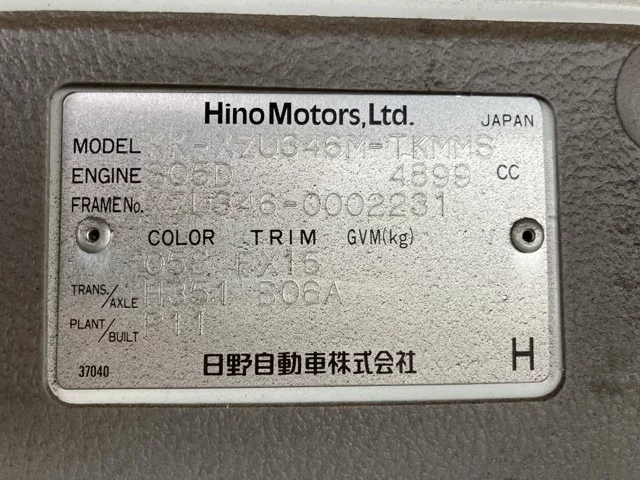 Hino Motors, Ltd. JAPAN
MODEL KK-XZU346M-TKMMS
ENGINE S05D 4899 CC
FRAME No. XZU346-0002231
COLOR TRIM GVM(kg)
058 FX15
TRANS./AXLE H351 B06A
PLANT/BUILT P11
37040 日野自動車株式会社 H